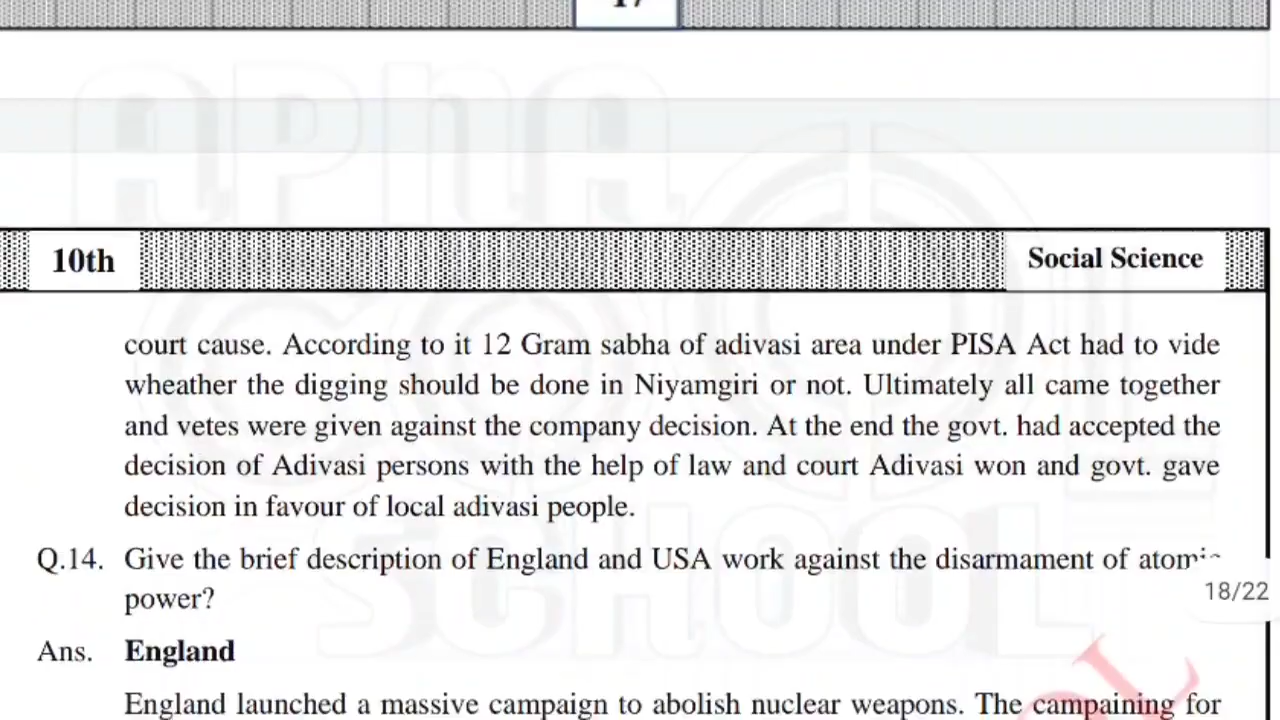 17
APNA
10th
Social Science
court cause. According to it 12 Gram sabha of adivasi area under PISA Act had to vide
wheather the digging should be done in Niyamgiri or not. Ultimately all came together
and vetes were given against the company decision. At the end the govt. had accepted the
decision of Adivasi persons with the help of law and court Adivasi won and govt. gave
decision in favour of local adivasi people.
SCHOOL
Q.14. Give the brief description of England and USA work against the disarmament of atomic
power?
18/22
Ans. England
England launched a massive campaign to abolish nuclear weapons. The campaining for